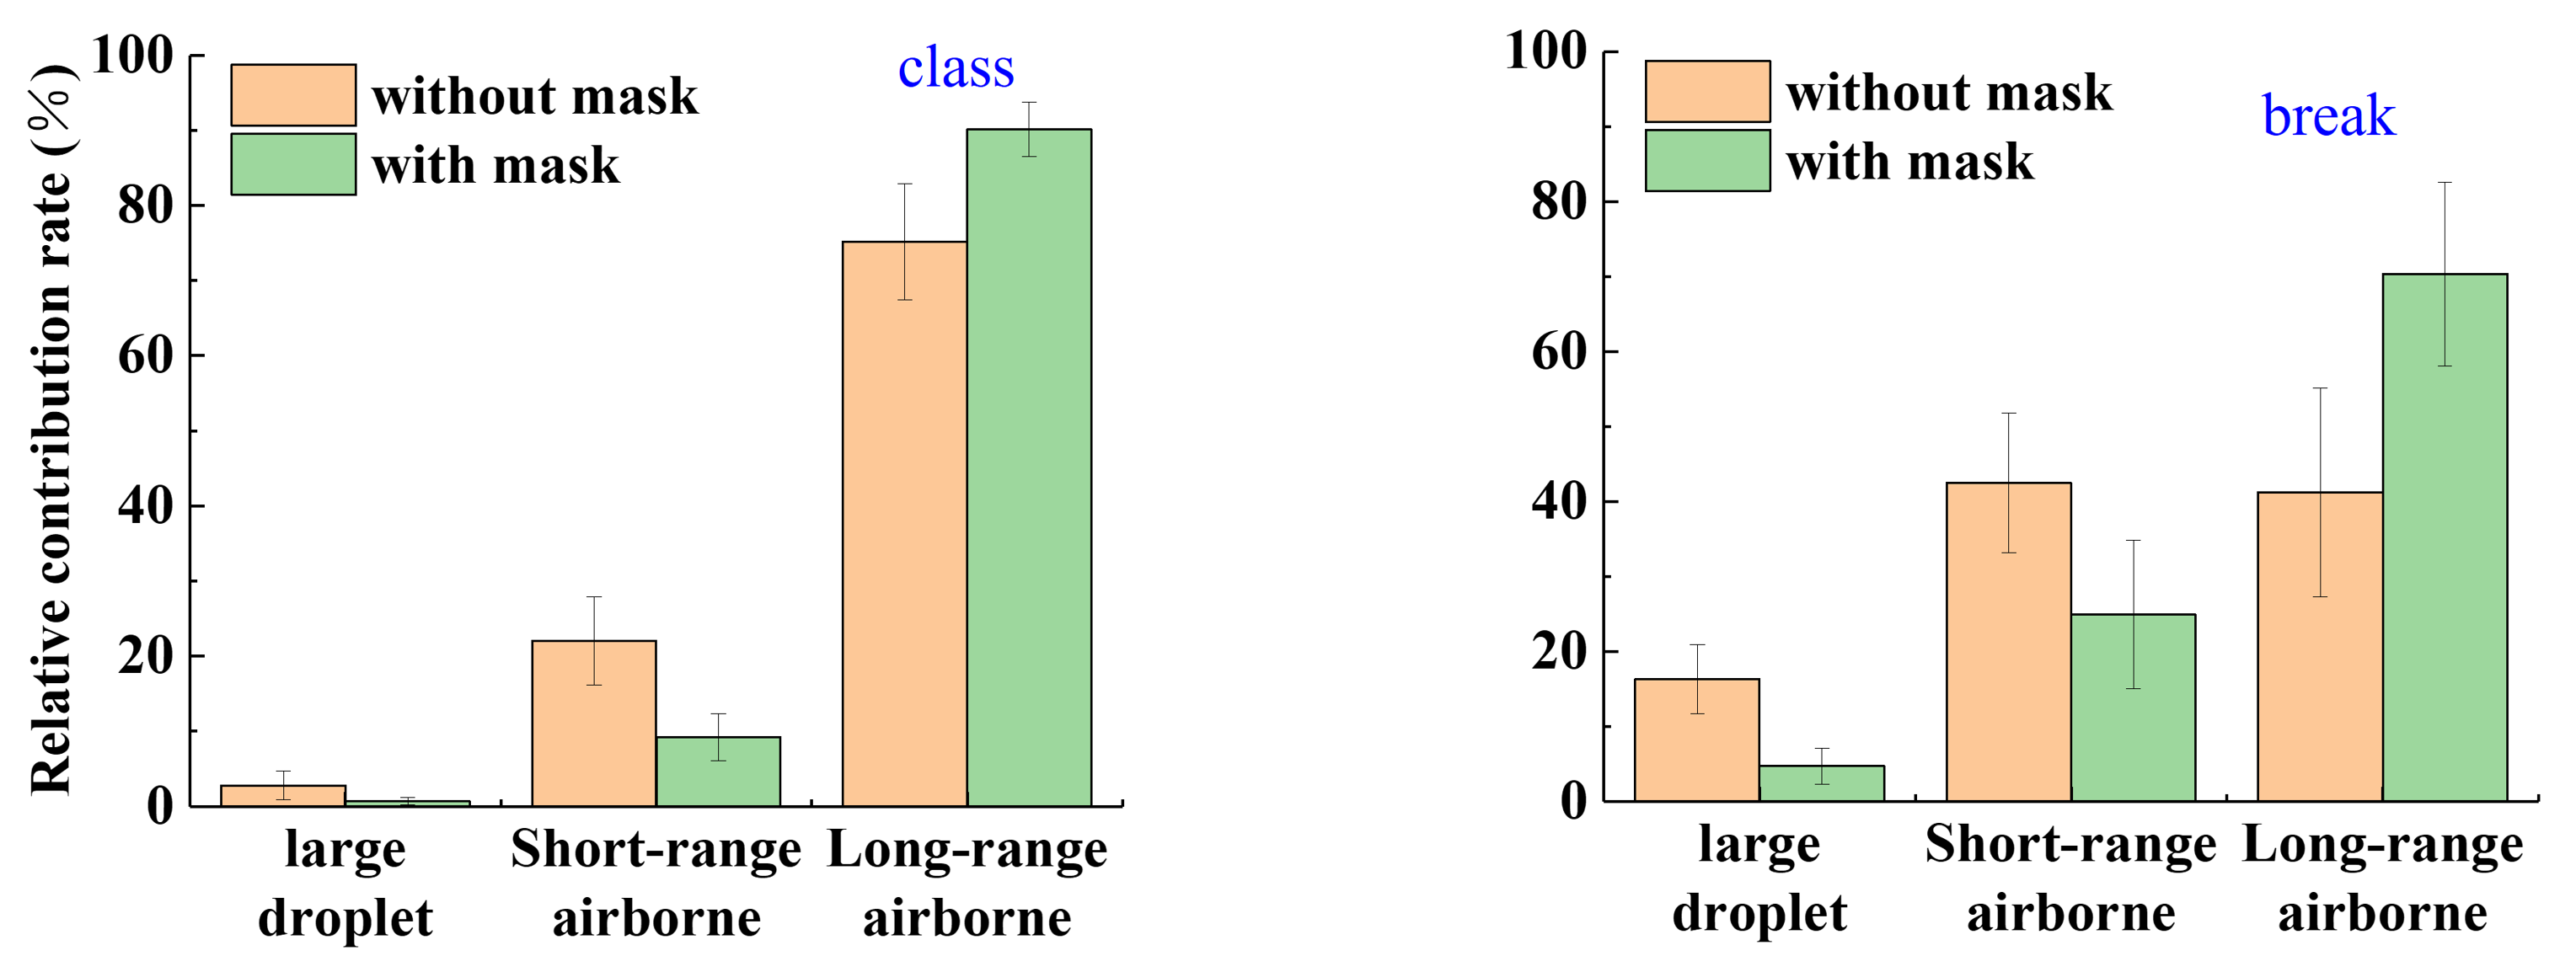 Relative contribution rate (%)
100
80
60
40
20
0
without mask
with mask
class
large
droplet
Short-range
airborne
Long-range
airborne
100
80
60
40
20
0
without mask
with mask
break
large
droplet
Short-range
airborne
Long-range
airborne